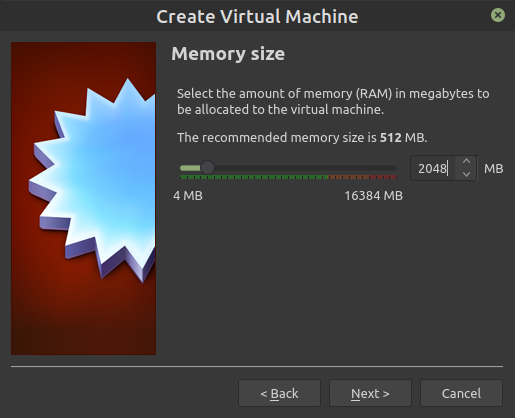 Create Virtual Machine
Memory size
Select the amount of memory (RAM) in megabytes to
be allocated to the virtual machine.
The recommended memory size is 512 MB.
2048 MB
4 MB 16384 MB
< Back Next > Cancel